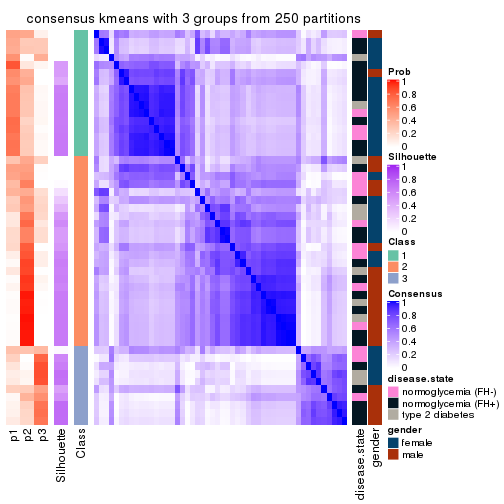 consensus kmeans with 3 groups from 250 partitions
Prob
1
0.8
0.6
0.4
0.2
0
Silhouette
1
0.8
0.6
0.4
0.2
0
Class
1
2
3
Consensus
1
0.8
0.6
0.4
0.2
0
disease.state
normoglycemia (FH-)
normoglycemia (FH+)
type 2 diabetes
gender
female
male
p1
p2
p3
Silhouette
Class
disease.state
gender